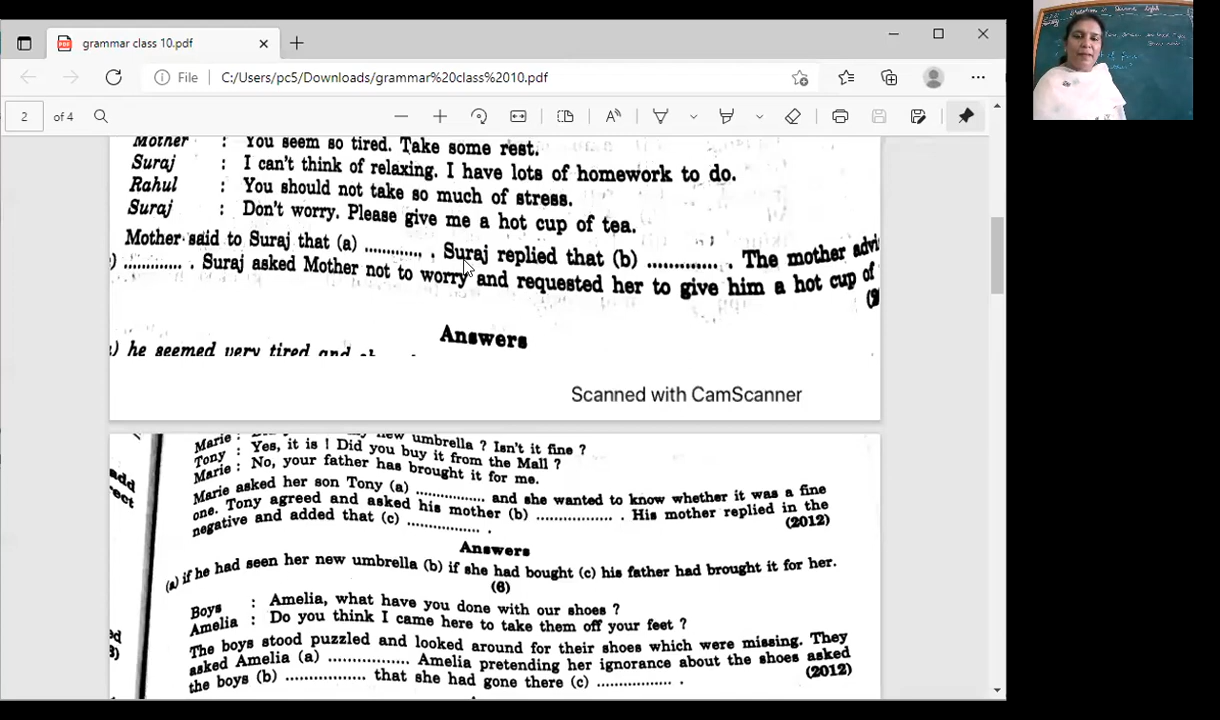 grammar class 10.pdf
File C:/Users/pc5/Downloads/grammar%20class%2010.pdf
2 of 4
Mother : You seem so tired. Take some rest.
Suraj : I can't think of relaxing. I have lots of homework to do.
Rahul : You should not take so much of stress.
Suraj : Don't worry. Please give me a hot cup of tea.
Mother said to Suraj that (a) ............. . Suraj replied that (b) ............. . The mother advi
) ............. . Suraj asked Mother not to worry and requested her to give him a hot cup of
Answers
) he seemed very tired and
Scanned with CamScanner
Marie : new umbrella ? Isn't it fine ?
Tony : Yes, it is ! Did you buy it from the Mall ?
Marie : No, your father has brought it for me.
Marie asked her son Tony (a) ................ and she wanted to know whether it was a fine
one. Tony agreed and asked his mother (b) ................ . His mother replied in the
negative and added that (c) ................ . (2012)
Answers
(a) if he had seen her new umbrella (b) if she had bought (c) his father had brought it for her.
(6)
Boys : Amelia, what have you done with our shoes ?
Amelia : Do you think I came here to take them off your feet ?
The boys stood puzzled and looked around for their shoes which were missing. They
asked Amelia (a) ................ Amelia pretending her ignorance about the shoes asked
the boys (b) ................ that she had gone there (c) ................ . (2012)